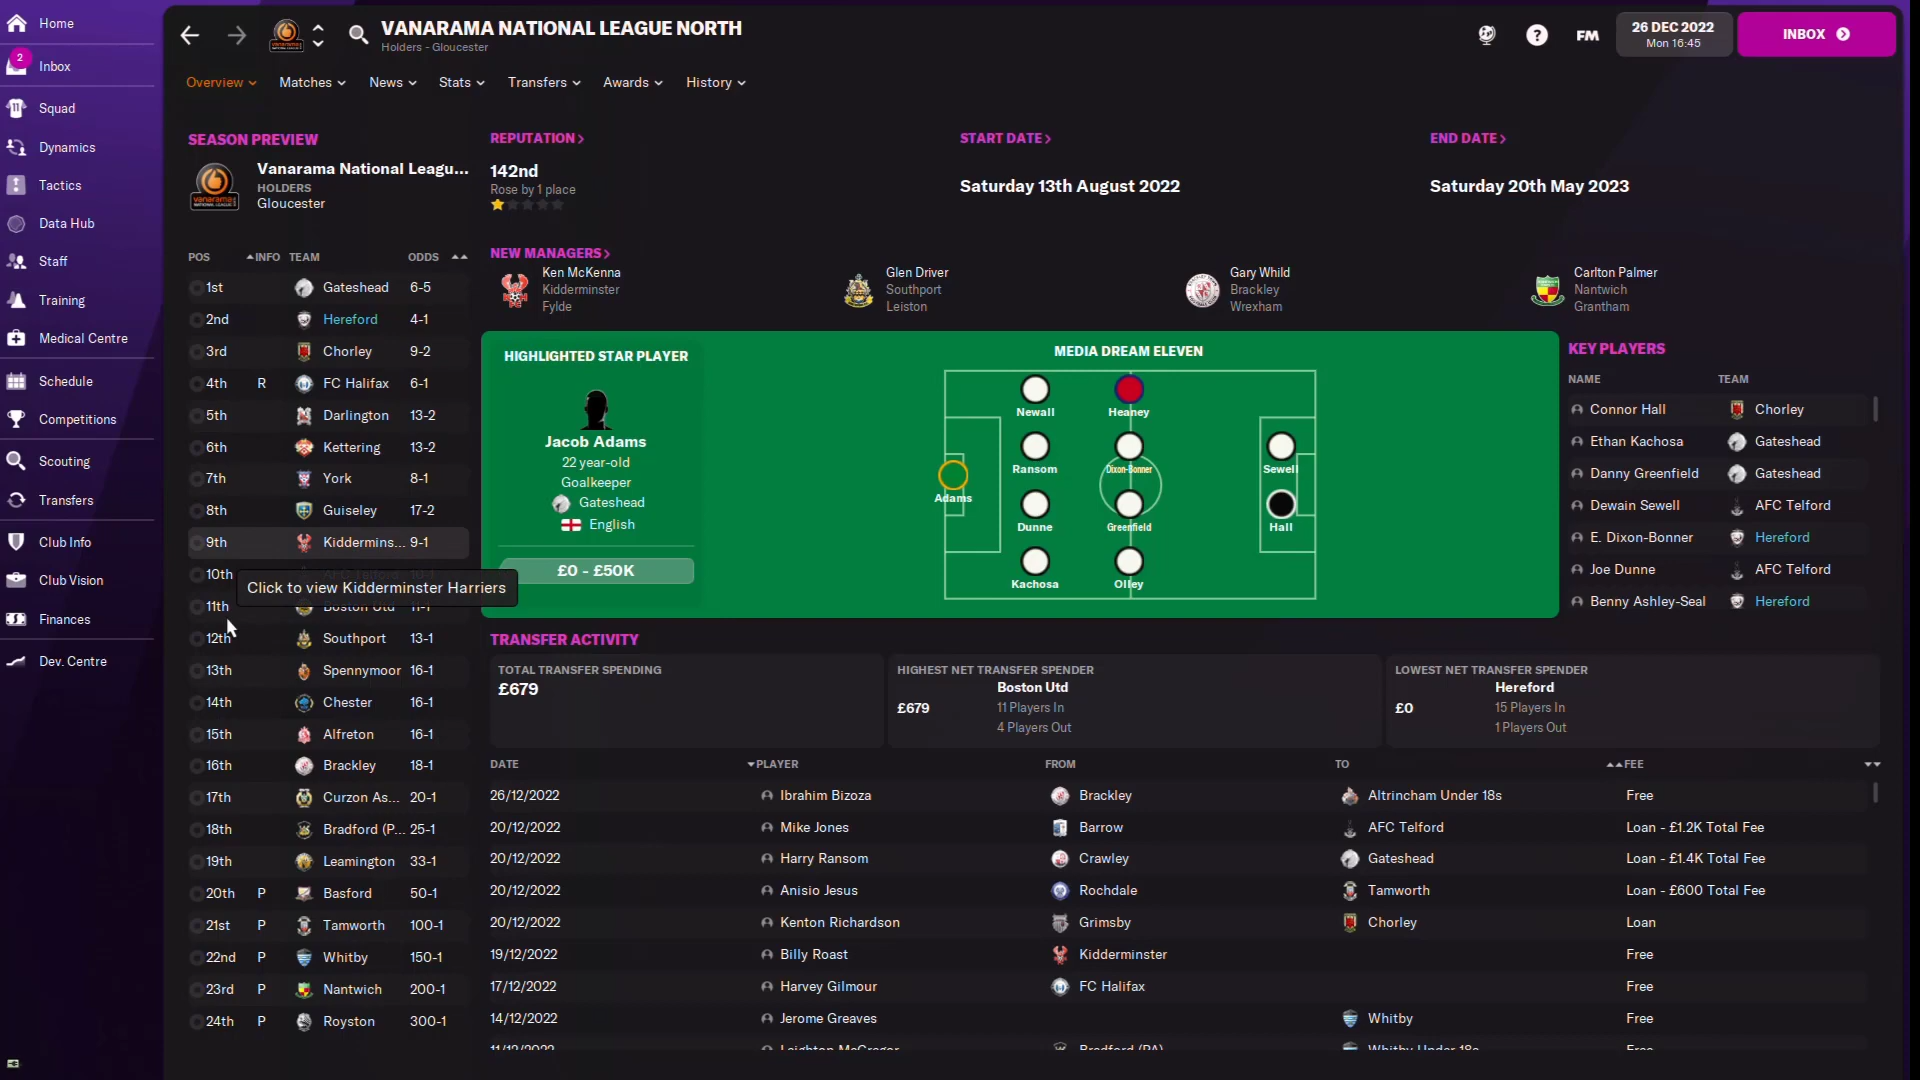 Home
2
Inbox
Squad
Dynamics
Tactics
Data Hub
Staff
Training
Medical Centre
Schedule
Competitions
Scouting
Transfers
Club Info
Club Vision
Finances
Dev. Centre
VANARAMA NATIONAL LEAGUE NORTH
Holders - Gloucester
FM
26 DEC 2022
Mon 16:45
INBOX
Overview Matches News Stats Transfers Awards History
SEASON PREVIEW
Vanarama National Leagu...
HOLDERS
Gloucester
REPUTATION
142nd
Rose by 1 place
START DATE
Saturday 13th August 2022
END DATE
Saturday 20th May 2023
NEW MANAGERS
Ken McKenna
Kidderminster
Fylde
Glen Driver
Southport
Leiston
Gary Whild
Brackley
Wrexham
Carlton Palmer
Nantwich
Grantham
POS INFO TEAM ODDS
1st Gateshead 6-5
2nd Hereford 4-1
3rd Chorley 9-2
4th R FC Halifax 6-1
5th Darlington 13-2
6th Kettering 13-2
7th York 8-1
8th Guiseley 17-2
9th Kiddermins... 9-1
10th
Click to view Kidderminster Harriers
11th Boston Utd 11-1
12th Southport 13-1
13th Spennymoor 16-1
14th Chester 16-1
15th Alfreton 16-1
16th Brackley 18-1
17th Curzon As... 20-1
18th Bradford (P... 25-1
19th Leamington 33-1
20th P Basford 50-1
21st P Tamworth 100-1
22nd P Whitby 150-1
23rd P Nantwich 200-1
24th P Royston 300-1
HIGHLIGHTED STAR PLAYER
Jacob Adams
22 year-old
Goalkeeper
Gateshead
English
£0 - £50K
MEDIA DREAM ELEVEN
Newall
Heaney
Ransom
Dixon-Bonner
Sewell
Adams
Dunne
Greenfield
Hall
Kachosa
Olley
KEY PLAYERS
NAME TEAM
Connor Hall Chorley
Ethan Kachosa Gateshead
Danny Greenfield Gateshead
Dewain Sewell AFC Telford
E. Dixon-Bonner Hereford
Joe Dunne AFC Telford
Benny Ashley-Seal Hereford
TRANSFER ACTIVITY
TOTAL TRANSFER SPENDING
£679
HIGHEST NET TRANSFER SPENDER
Boston Utd
£679
11 Players In
4 Players Out
LOWEST NET TRANSFER SPENDER
Hereford
£0
15 Players In
1 Players Out
DATE PLAYER FROM TO FEE
26/12/2022 Ibrahim Bizoza Brackley Altrincham Under 18s Free
20/12/2022 Mike Jones Barrow AFC Telford Loan - £1.2K Total Fee
20/12/2022 Harry Ransom Crawley Gateshead Loan - £1.4K Total Fee
20/12/2022 Anisio Jesus Rochdale Tamworth Loan - £600 Total Fee
20/12/2022 Kenton Richardson Grimsby Chorley Loan
19/12/2022 Billy Roast Kidderminster Free
17/12/2022 Harvey Gilmour FC Halifax Free
14/12/2022 Jerome Greaves Whitby Free
11/12/2022 Leighton McGregor Bradford (PA) Whitby Under 18s Free